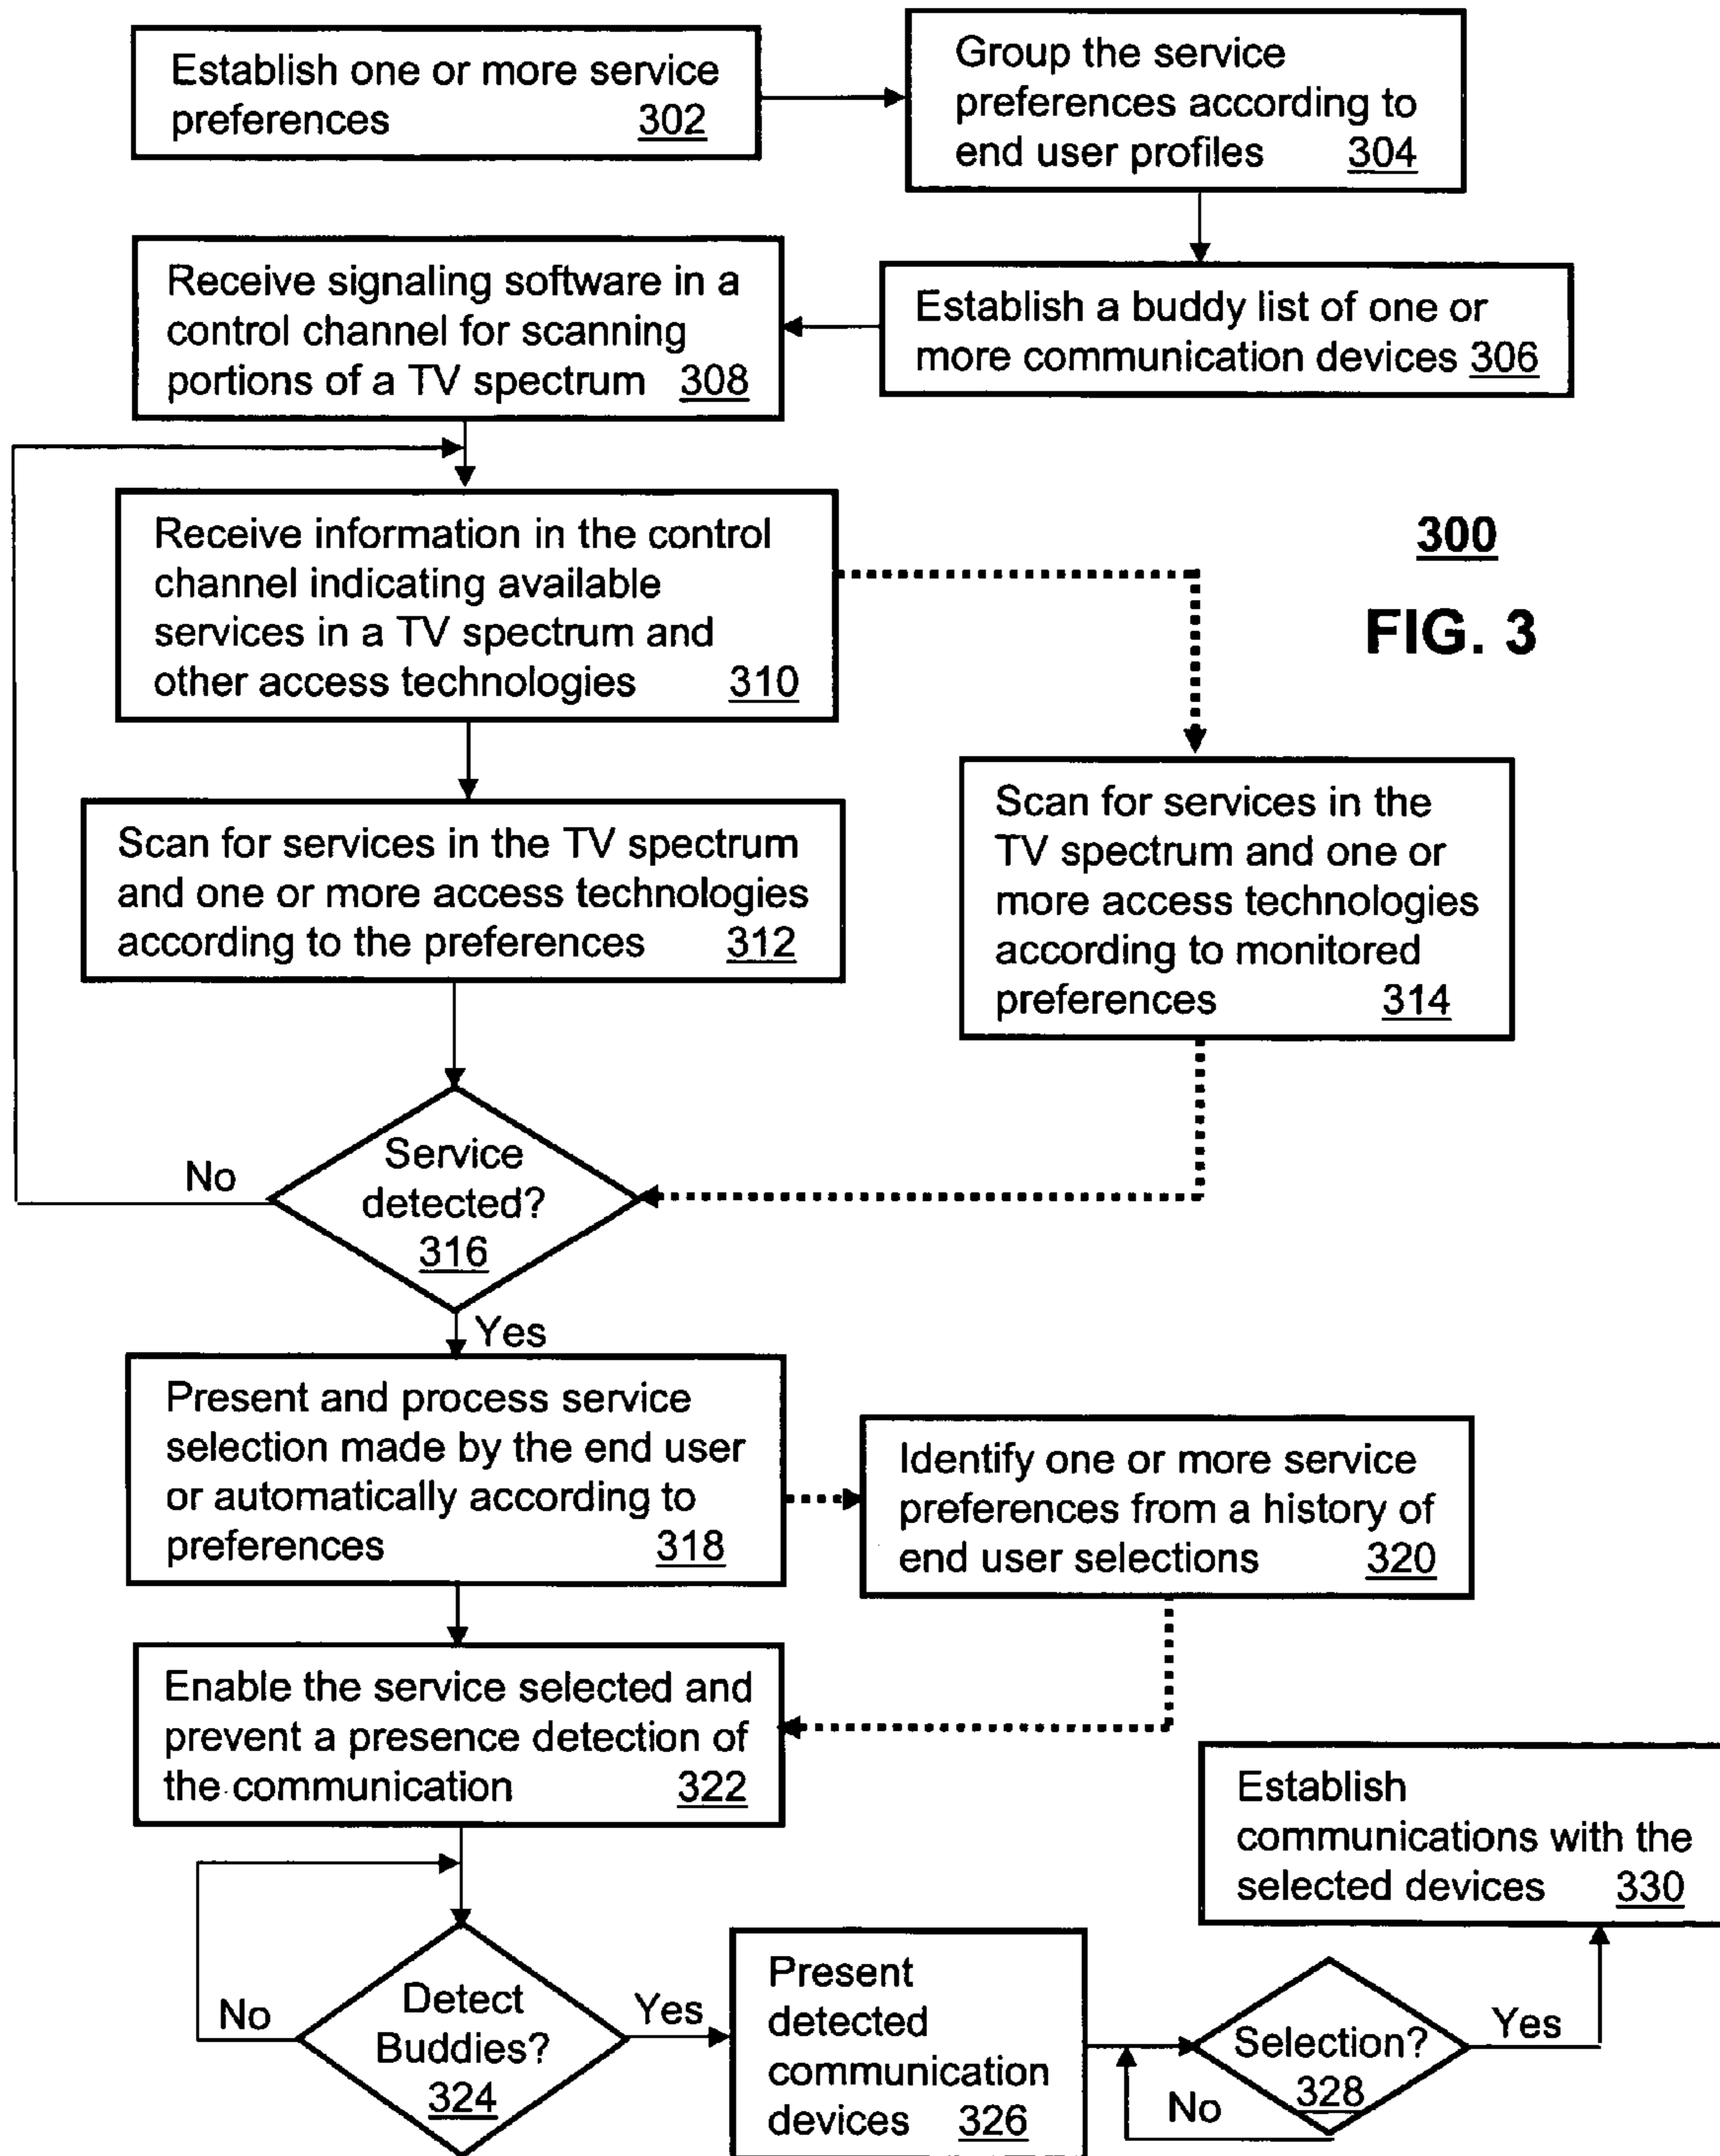 Establish one or more service
preferences 302
Group the service
preferences according to
end user profiles 304
Receive signaling software in a
control channel for scanning
portions of a TV spectrum 308
Establish a buddy list of one or
more communication devices 306
Receive information in the control
channel indicating available
services in a TV spectrum and
other access technologies 310
300
FIG. 3
Scan for services in the TV spectrum
and one or more access technologies
according to the preferences 312
Scan for services in the
TV spectrum and one or
more access technologies
according to monitored
preferences 314
Service
detected?
316
No
Yes
Present and process service
selection made by the end user
or automatically according to
preferences 318
Identify one or more service
preferences from a history of
end user selections 320
Enable the service selected and
prevent a presence detection of
the communication 322
Establish
communications with the
selected devices 330
Detect
Buddies?
324
No
Yes
Present
detected
communication
devices 326
Selection?
328
No
Yes